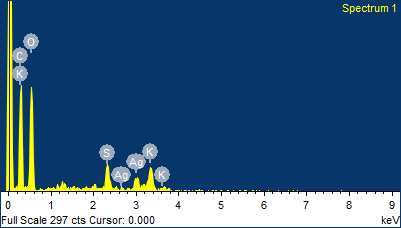 Spectrum 1
C
O
K
S
Ag
Ag
K
K
0 1 2 3 4 5 6 7 8 9
Full Scale 297 cts Cursor: 0.000 keV